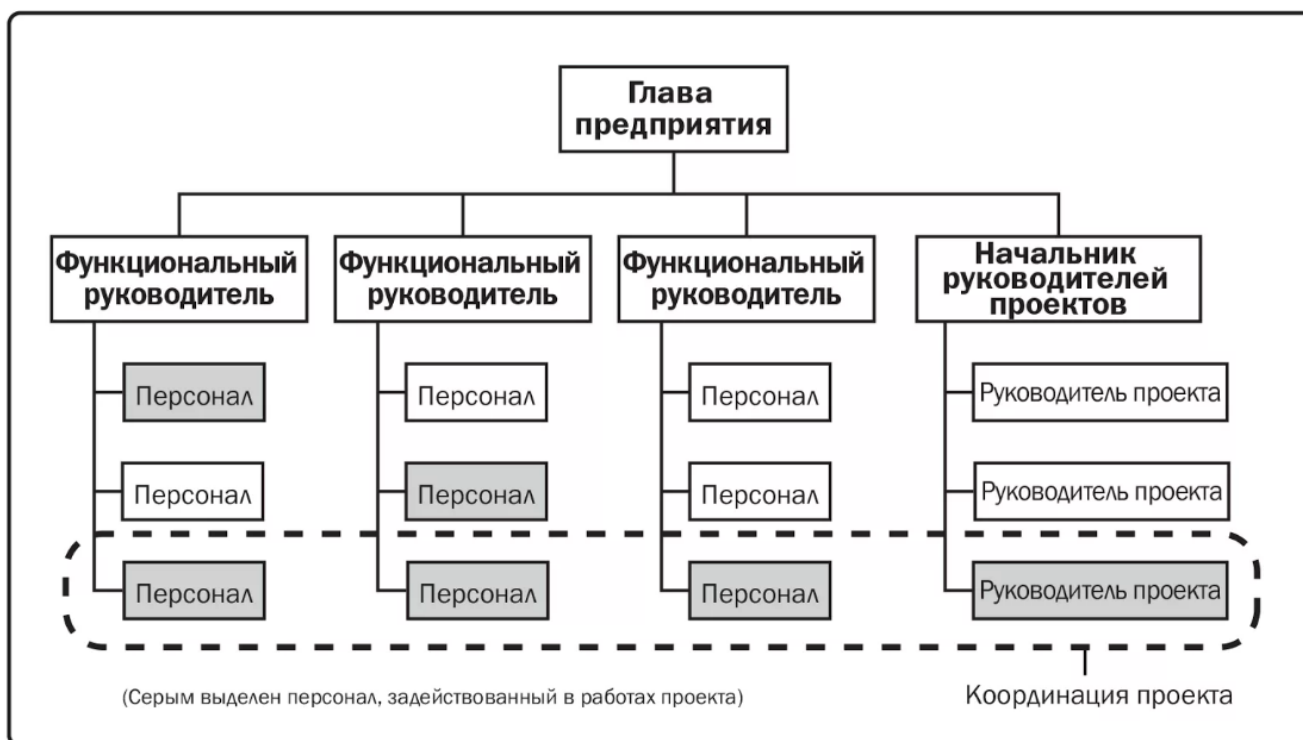 Глава
предприятия
Функциональный
руководитель
Функциональный
руководитель
Функциональный
руководитель
Начальник
руководителей
проектов
Персонал
Персонал
Персонал
Руководитель проекта
Персонал
Персонал
Персонал
Руководитель проекта
Персонал
Персонал
Персонал
Руководитель проекта
(Серым выделен персонал, задействованный в работах проекта)
Координация проекта